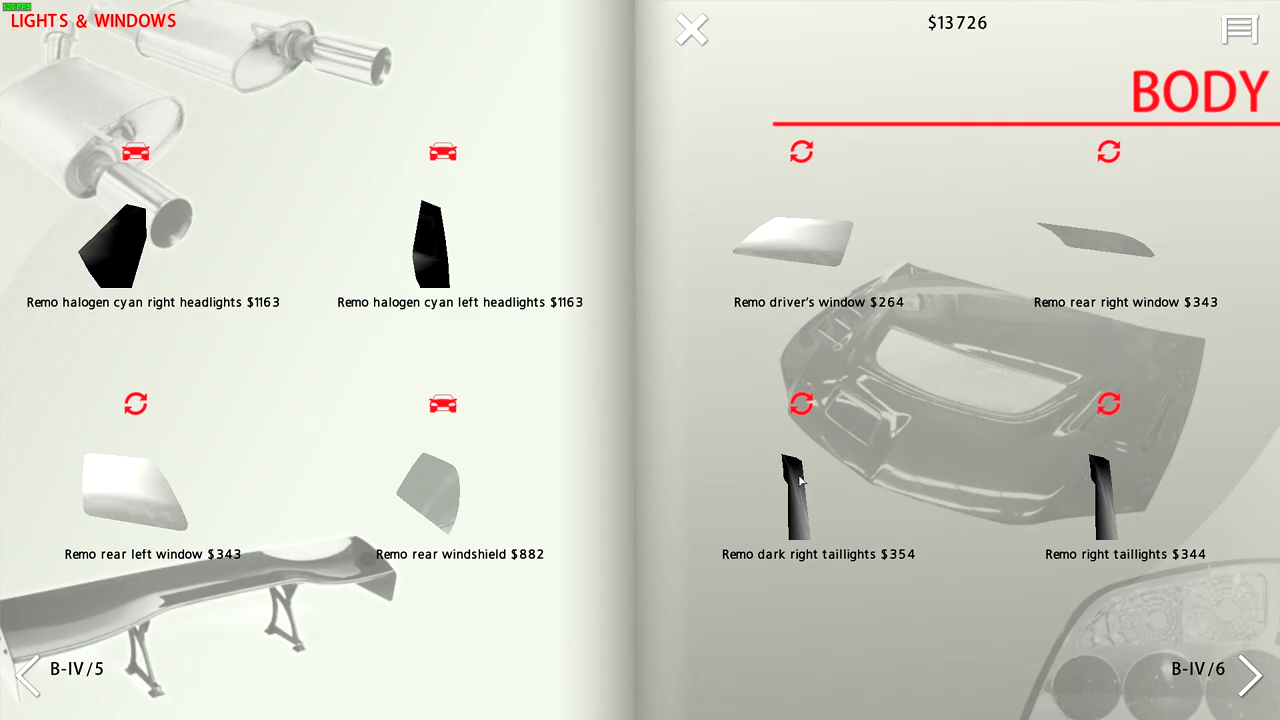 120 FPS
LIGHTS & WINDOWS
$13726
BODY
Remo halogen cyan right headlights $1163
Remo halogen cyan left headlights $1163
Remo driver's window $264
Remo rear right window $343
Remo rear left window $343
Remo rear windshield $882
Remo dark right taillights $354
Remo right taillights $344
B-IV/5
B-IV/6